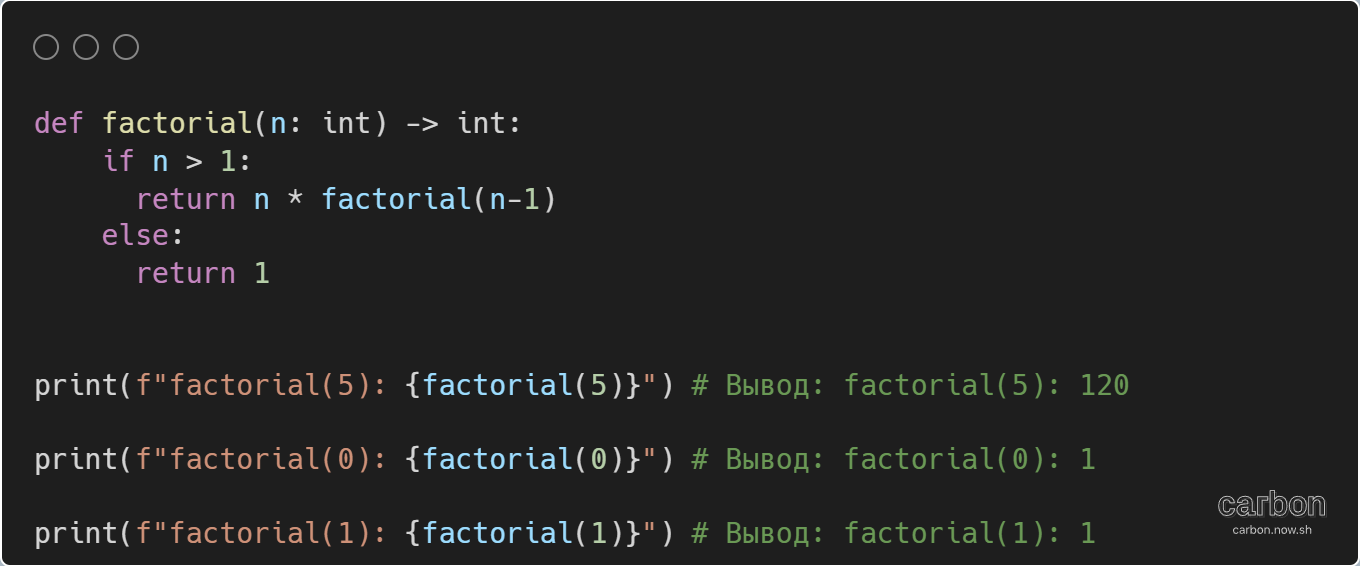 def factorial(n: int) -> int:
    if n > 1:
      return n * factorial(n-1)
    else:
      return 1
print(f"factorial(5): {factorial(5)}") # Вывод: factorial(5): 120
print(f"factorial(0): {factorial(0)}") # Вывод: factorial(0): 1
print(f"factorial(1): {factorial(1)}") # Вывод: factorial(1): 1
carbon
carbon.now.sh